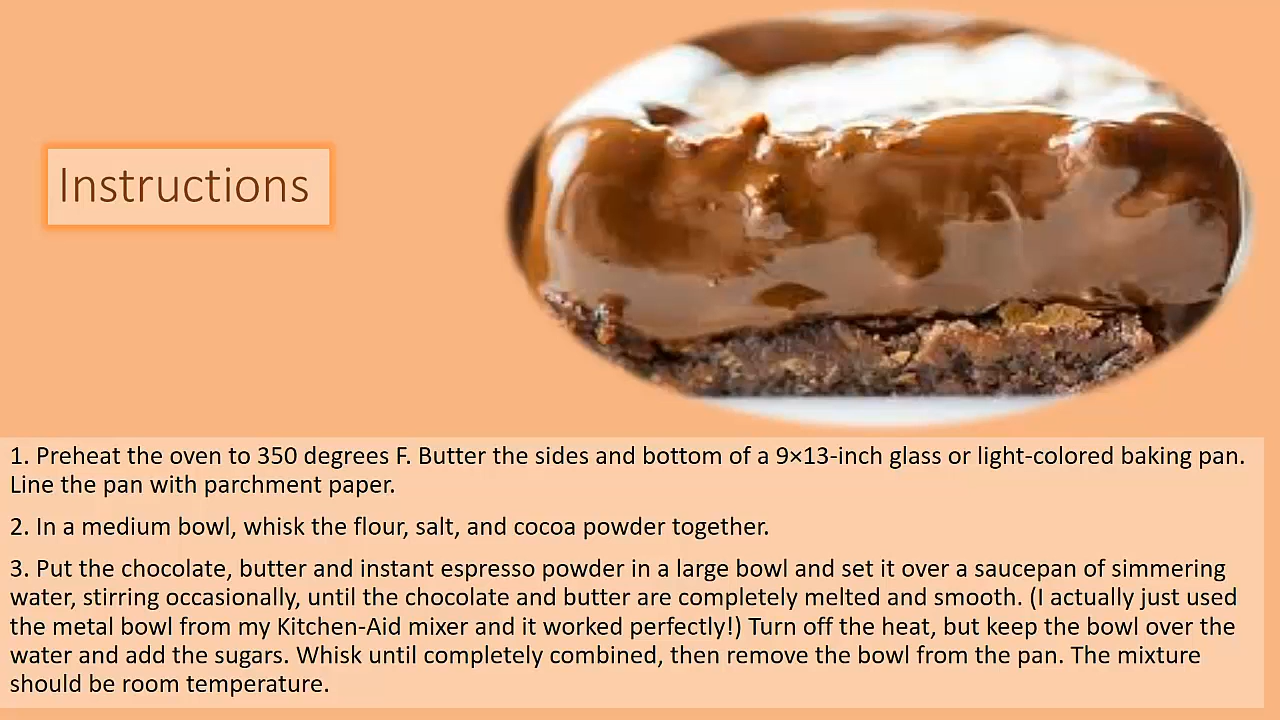 Instructions
1. Preheat the oven to 350 degrees F. Butter the sides and bottom of a 9×13-inch glass or light-colored baking pan.
Line the pan with parchment paper.
2. In a medium bowl, whisk the flour, salt, and cocoa powder together.
3. Put the chocolate, butter and instant espresso powder in a large bowl and set it over a saucepan of simmering
water, stirring occasionally, until the chocolate and butter are completely melted and smooth. (I actually just used
the metal bowl from my Kitchen-Aid mixer and it worked perfectly!) Turn off the heat, but keep the bowl over the
water and add the sugars. Whisk until completely combined, then remove the bowl from the pan. The mixture
should be room temperature.